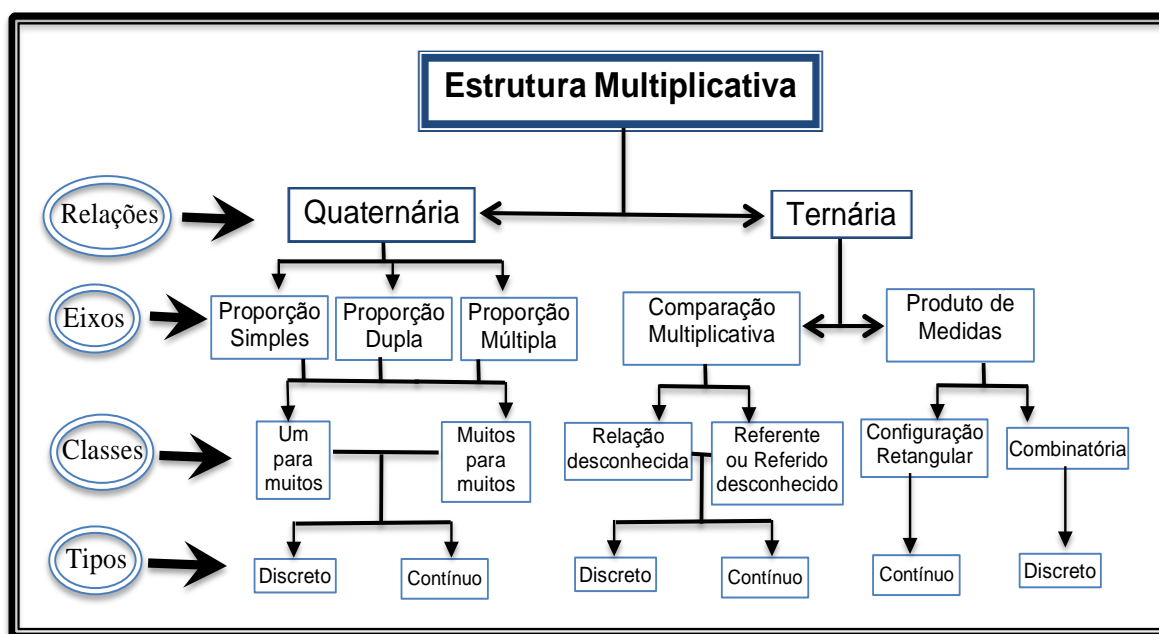 Estrutura Multiplicativa
Relações
Quaternária
Ternária
Eixos
Proporção
Simples
Proporção
Dupla
Proporção
Múltipla
Comparação
Multiplicativa
Produto de
Medidas
Classes
Um
para
muitos
Muitos
para
muitos
Relação
desconhecida
Referente
ou Referido
desconhecido
Configuração
Retangular
Combinatória
Tipos
Discreto
Contínuo
Discreto
Contínuo
Contínuo
Discreto